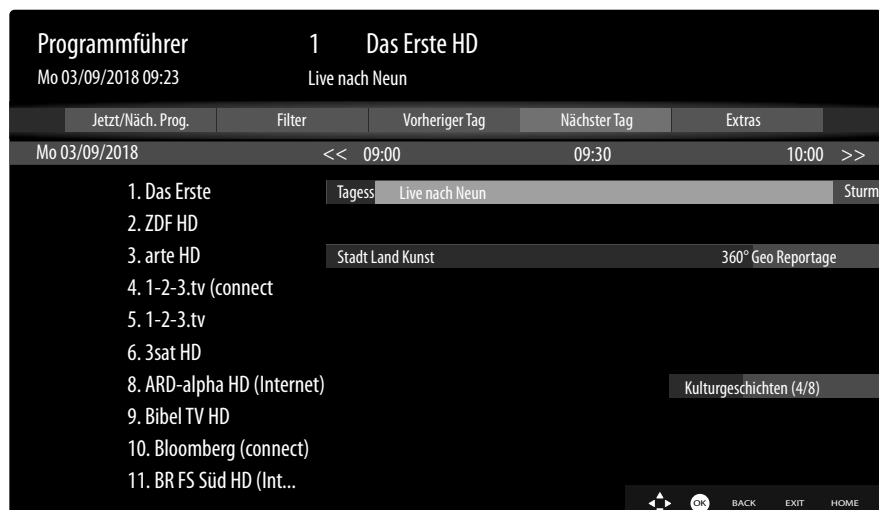 Programmführer 1 Das Erste HD
Mo 03/09/2018 09:23 Live nach Neun
Jetzt/Näch. Prog. Filter Vorheriger Tag Nächster Tag Extras
Mo 03/09/2018 << 09:00 09:30 10:00 >>
1. Das Erste Tagess Live nach Neun Sturm
2. ZDF HD
3. arte HD Stadt Land Kunst 360° Geo Reportage
4. 1-2-3.tv (connect
5. 1-2-3.tv
6. 3sat HD
8. ARD-alpha HD (Internet) Kulturgeschichten (4/8)
9. Bibel TV HD
10. Bloomberg (connect)
11. BR FS Süd HD (Int...
OK BACK EXIT HOME